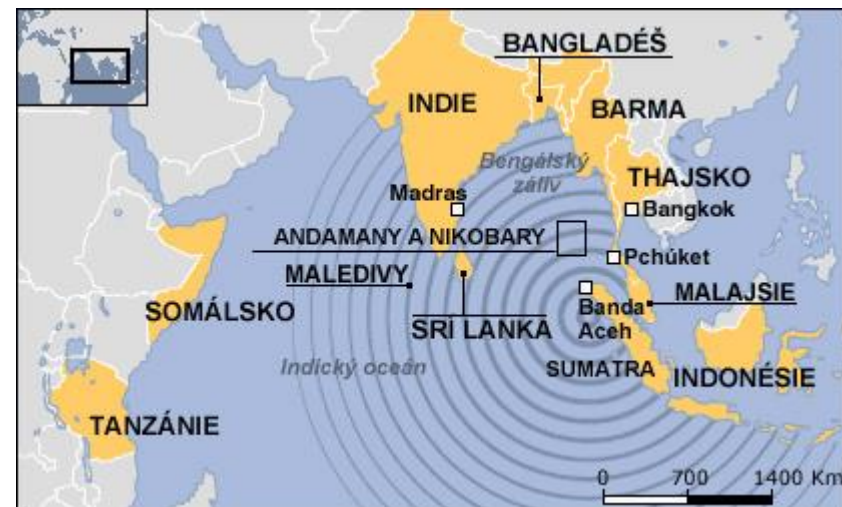 BANGLADÉŠ
INDIE
BARMA
Bengálský
záliv
THAJSKO
Madras
Bangkok
ANDAMANY A NIKOBARY
Pchúket
MALEDIVY
MALAJSIE
SOMÁLSKO
Banda
Aceh
SRÍ LANKA
Indický oceán
SUMATRA
INDONÉSIE
TANZÁNIE
0 700 1400 Km